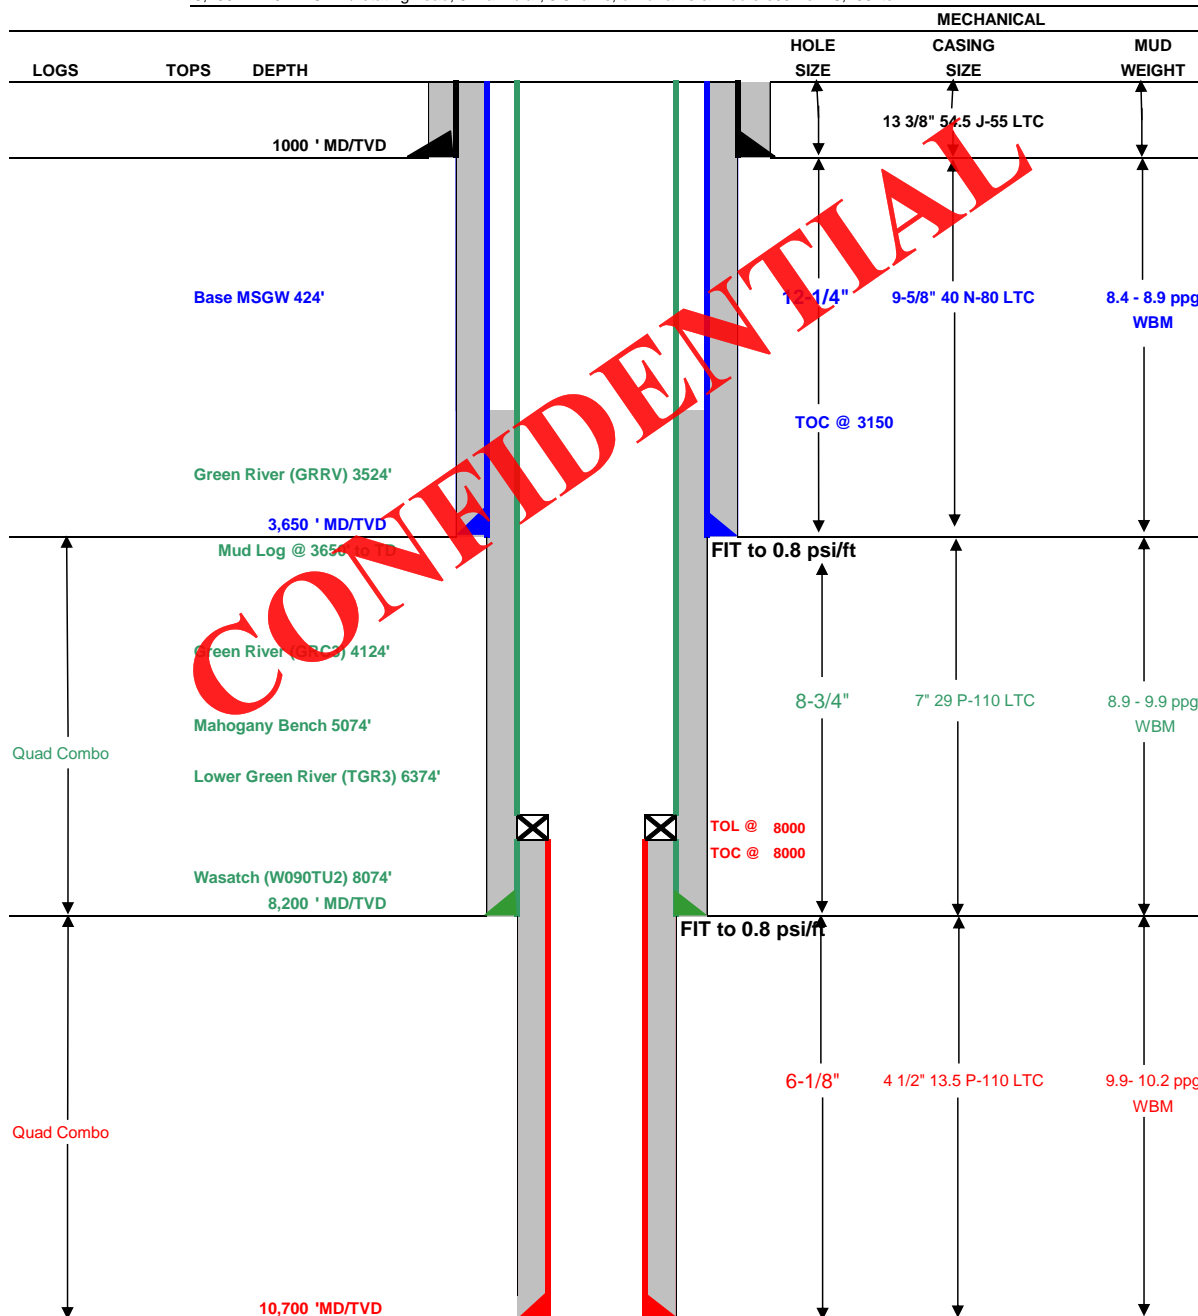 MECHANICAL
HOLE CASING MUD
LOGS TOPS DEPTH SIZE SIZE WEIGHT
13 3/8" 54.5 J-55 LTC
1000 ' MD/TVD
Base MSGW 424' 12-1/4" 9-5/8" 40 N-80 LTC 8.4 - 8.9 ppg
WBM
TOC @ 3150
Green River (GRRV) 3524'
3,650 ' MD/TVD
Mud Log @ 3650' to TD
FIT to 0.8 psi/ft
Green River (GRC3) 4124'
8-3/4" 7" 29 P-110 LTC 8.9 - 9.9 ppg
Mahogany Bench 5074' WBM
Quad Combo
Lower Green River (TGR3) 6374'
TOL @ 8000
TOC @ 8000
Wasatch (W090TU2) 8074'
8,200 ' MD/TVD
FIT to 0.8 psi/ft
6-1/8" 4 1/2" 13.5 P-110 LTC 9.9- 10.2 ppg
WBM
Quad Combo
10,700 'MD/TVD
CONFIDENTIAL